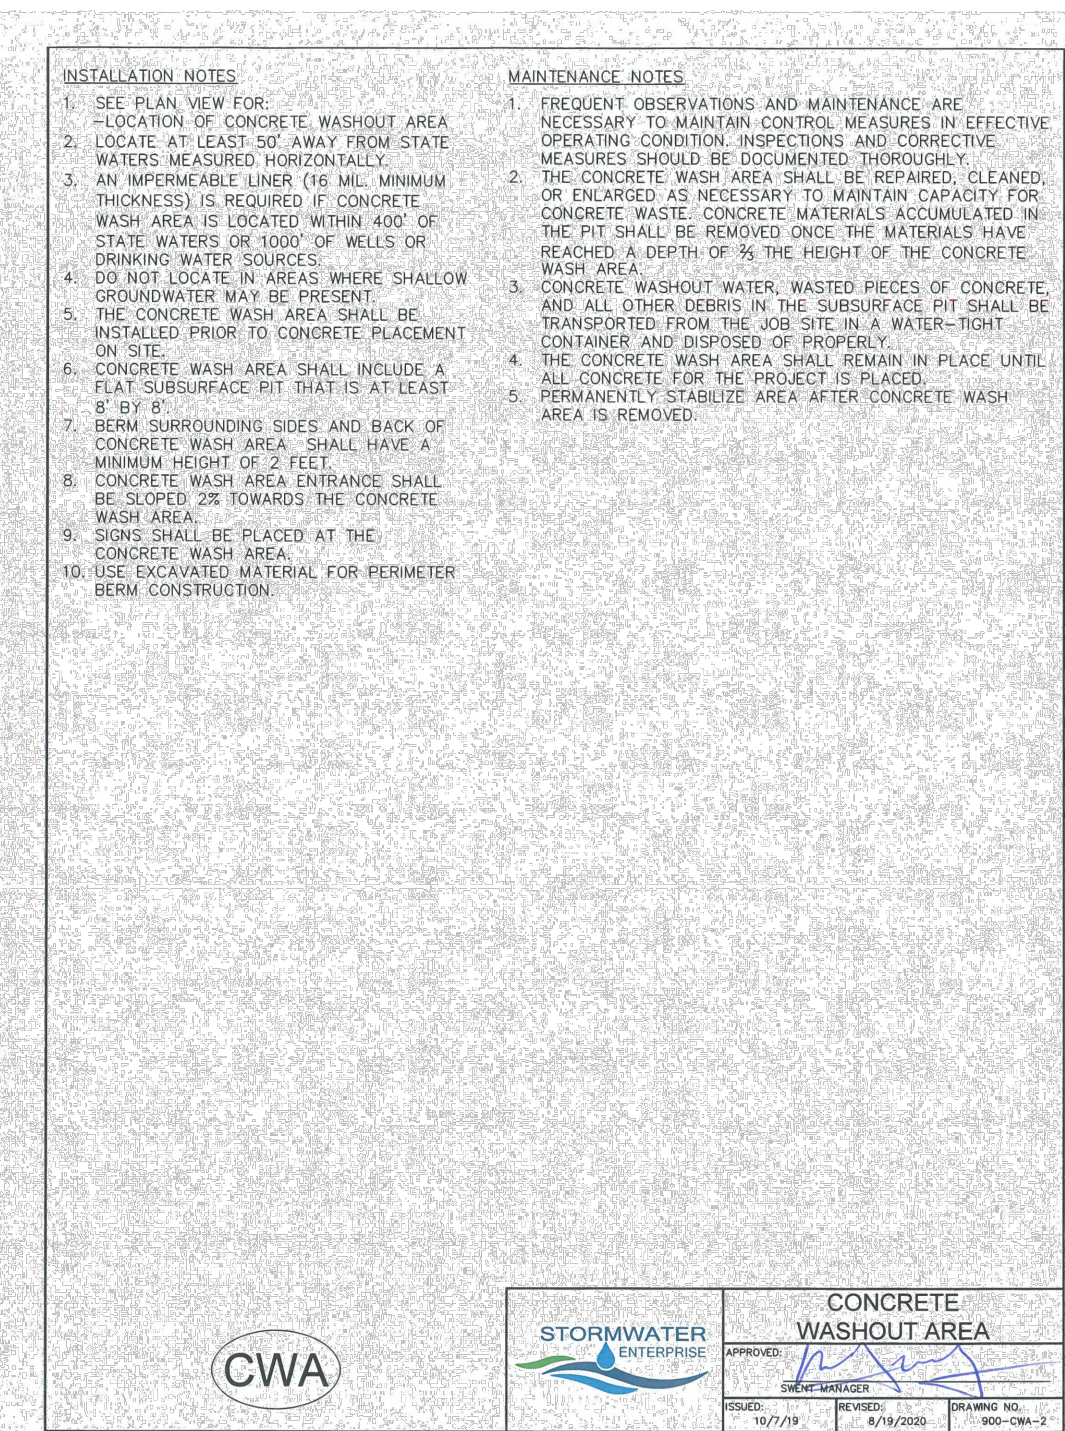 INSTALLATION NOTES
1. SEE PLAN VIEW FOR:
-LOCATION OF CONCRETE WASHOUT AREA
2. LOCATE AT LEAST 50' AWAY FROM STATE
WATERS MEASURED HORIZONTALLY.
3. AN IMPERMEABLE LINER (16 MIL. MINIMUM
THICKNESS) IS REQUIRED IF CONCRETE
WASH AREA IS LOCATED WITHIN 400' OF
STATE WATERS OR 1000' OF WELLS OR
DRINKING WATER SOURCES.
4. DO NOT LOCATE IN AREAS WHERE SHALLOW
GROUNDWATER MAY BE PRESENT.
5. THE CONCRETE WASH AREA SHALL BE
INSTALLED PRIOR TO CONCRETE PLACEMENT
ON SITE.
6. CONCRETE WASH AREA SHALL INCLUDE A
FLAT SUBSURFACE PIT THAT IS AT LEAST
8' BY 8'.
7. BERM SURROUNDING SIDES AND BACK OF
CONCRETE WASH AREA SHALL HAVE A
MINIMUM HEIGHT OF 2 FEET.
8. CONCRETE WASH AREA ENTRANCE SHALL
BE SLOPED 2% TOWARDS THE CONCRETE
WASH AREA.
9. SIGNS SHALL BE PLACED AT THE
CONCRETE WASH AREA.
10. USE EXCAVATED MATERIAL FOR PERIMETER
BERM CONSTRUCTION.
MAINTENANCE NOTES
1. FREQUENT OBSERVATIONS AND MAINTENANCE ARE
NECESSARY TO MAINTAIN CONTROL MEASURES IN EFFECTIVE
OPERATING CONDITION. INSPECTIONS AND CORRECTIVE
MEASURES SHOULD BE DOCUMENTED THOROUGHLY.
2. THE CONCRETE WASH AREA SHALL BE REPAIRED, CLEANED,
OR ENLARGED AS NECESSARY TO MAINTAIN CAPACITY FOR
CONCRETE WASTE. CONCRETE MATERIALS ACCUMULATED IN
THE PIT SHALL BE REMOVED ONCE THE MATERIALS HAVE
REACHED A DEPTH OF ⅔ THE HEIGHT OF THE CONCRETE
WASH AREA.
3. CONCRETE WASHOUT WATER, WASTED PIECES OF CONCRETE,
AND ALL OTHER DEBRIS IN THE SUBSURFACE PIT SHALL BE
TRANSPORTED FROM THE JOB SITE IN A WATER-TIGHT
CONTAINER AND DISPOSED OF PROPERLY.
4. THE CONCRETE WASH AREA SHALL REMAIN IN PLACE UNTIL
ALL CONCRETE FOR THE PROJECT IS PLACED.
5. PERMANENTLY STABILIZE AREA AFTER CONCRETE WASH
AREA IS REMOVED.
CWA
STORMWATER
ENTERPRISE
CONCRETE
WASHOUT AREA
APPROVED:
SWENT MANAGER
ISSUED:
10/7/19
REVISED:
8/19/2020
DRAWING NO.
900-CWA-2